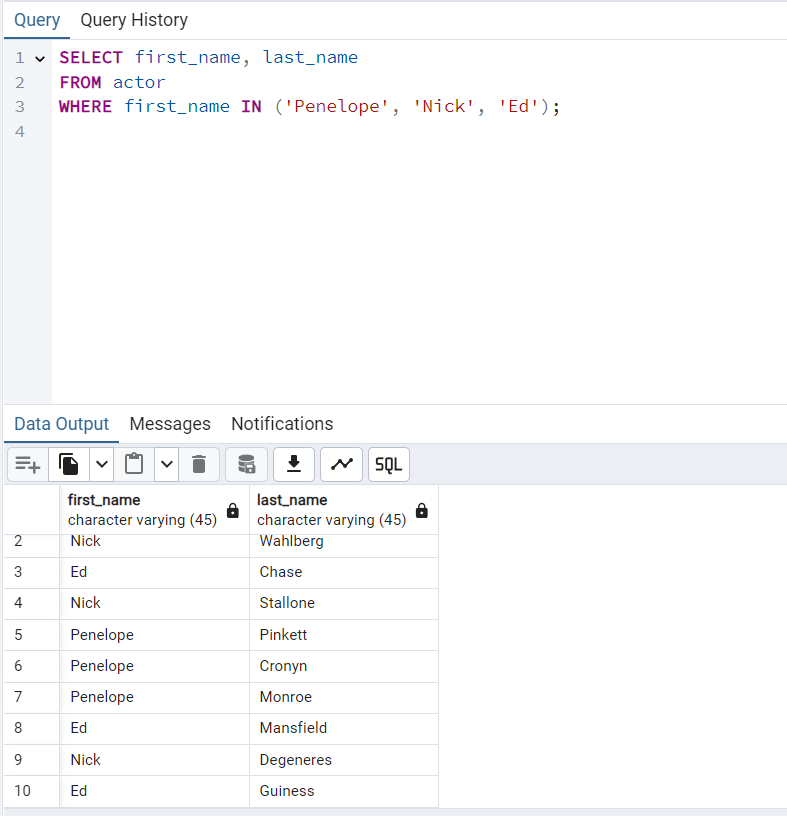 Query Query History
1 SELECT first_name, last_name
2 FROM actor
3 WHERE first_name IN ('Penelope', 'Nick', 'Ed');
4
Data Output Messages Notifications
SQL
first_name last_name
character varying (45) character varying (45)
2 Nick Wahlberg
3 Ed Chase
4 Nick Stallone
5 Penelope Pinkett
6 Penelope Cronyn
7 Penelope Monroe
8 Ed Mansfield
9 Nick Degeneres
10 Ed Guiness